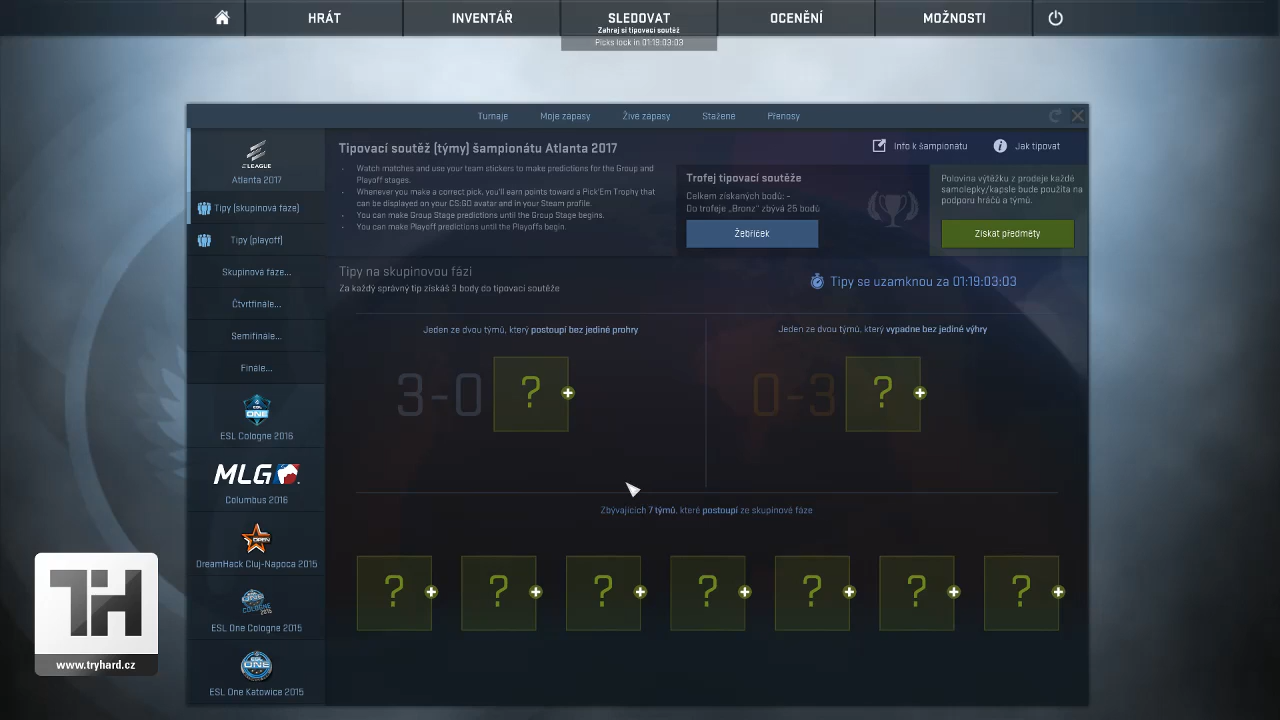 HRÁT
INVENTÁŘ
SLEDOVAT
Zahraj si tipovací soutěž
Picks lock in 01:19:03:03
OCENĚNÍ
MOŽNOSTI
Turnaje
Moje zápasy
Živé zápasy
Stažené
Přenosy
ELEAGUE
Atlanta 2017
Tipy (skupinová fáze)
Tipy (playoff)
Skupinová fáze...
Čtvrtfinále...
Semifinále...
Finále...
ESL
ONE
ESL Cologne 2016
MLG
Columbus 2016
OPEN
DreamHack Cluj-Napoca 2015
COLOGNE
2015
ESL One Cologne 2015
ESL
ONE
ESL One Katowice 2015
Tipovací soutěž (týmy) šampionátu Atlanta 2017
Info k šampionátu
Jak tipovat
· Watch matches and use your team stickers to make predictions for the Group and
Playoff stages.
· Whenever you make a correct pick, you'll earn points toward a Pick'Em Trophy that
can be displayed on your CS:GO avatar and in your Steam profile.
· You can make Group Stage predictions until the Group Stage begins.
· You can make Playoff predictions until the Playoffs begin.
Trofej tipovací soutěže
Celkem získaných bodů: -
Do trofeje „Bronz" zbývá 25 bodů
Žebříček
Polovina výtěžku z prodeje každé
samolepky/kapsle bude použita na
podporu hráčů a týmů.
Získat předměty
Tipy na skupinovou fázi
Za každý správný tip získáš 3 body do tipovací soutěže
Tipy se uzamknou za 01:19:03:03
Jeden ze dvou týmů, který postoupí bez jediné prohry
3-0 ? +
Jeden ze dvou týmů, který vypadne bez jediné výhry
0-3 ? +
Zbývajících 7 týmů, které postoupí ze skupinové fáze
? + ? + ? + ? + ? + ? + ? +
TH
www.tryhard.cz